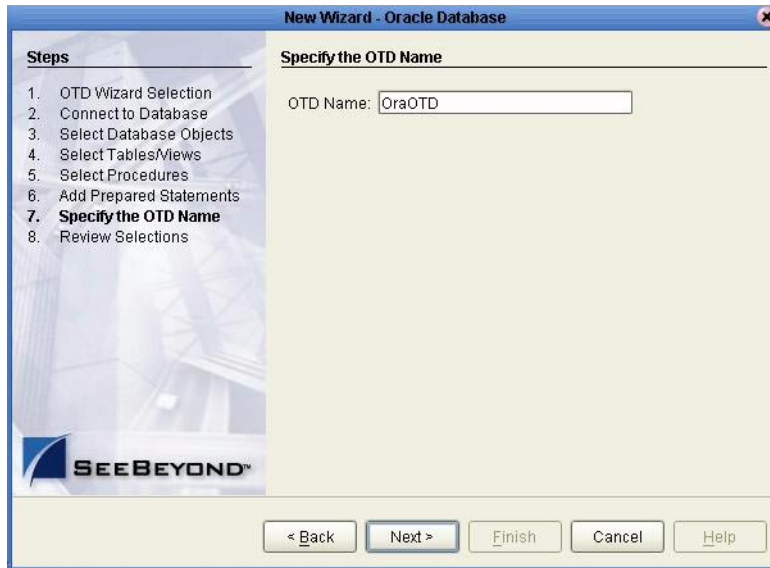 New Wizard - Oracle Database
Steps
1. OTD Wizard Selection
2. Connect to Database
3. Select Database Objects
4. Select Tables/Views
5. Select Procedures
6. Add Prepared Statements
7. Specify the OTD Name
8. Review Selections
Specify the OTD Name
OTD Name: OraOTD
SEEBEYOND™
< Back Next > Finish Cancel Help